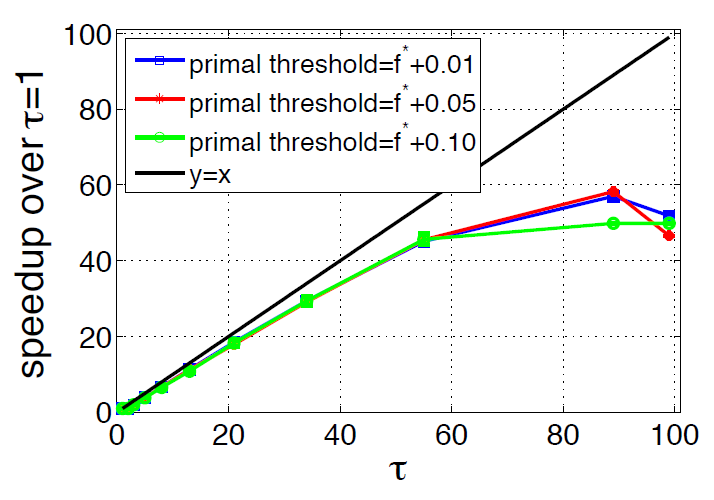 100
80
60
40
20
0
speedup over τ=1
primal threshold=f*+0.01
primal threshold=f*+0.05
primal threshold=f*+0.10
y=x
0 20 40 60 80 100
τ